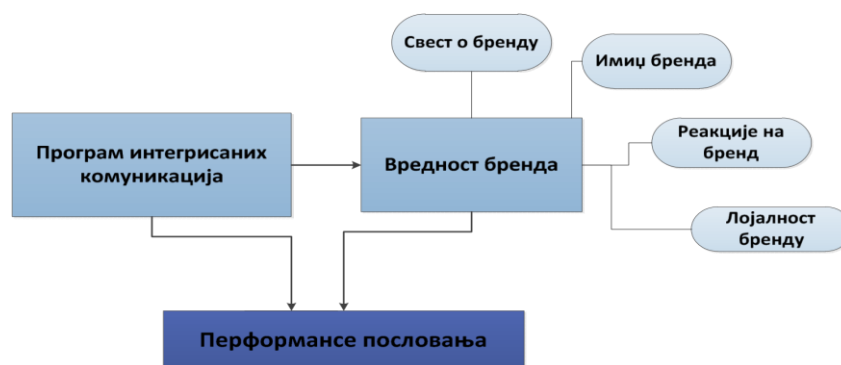 Свест о бренду
Имиџ бренда
Програм интегрисаних
комуникација
Вредност бренда
Реакције на
бренд
Лојалност
бренду
Перформансе пословања